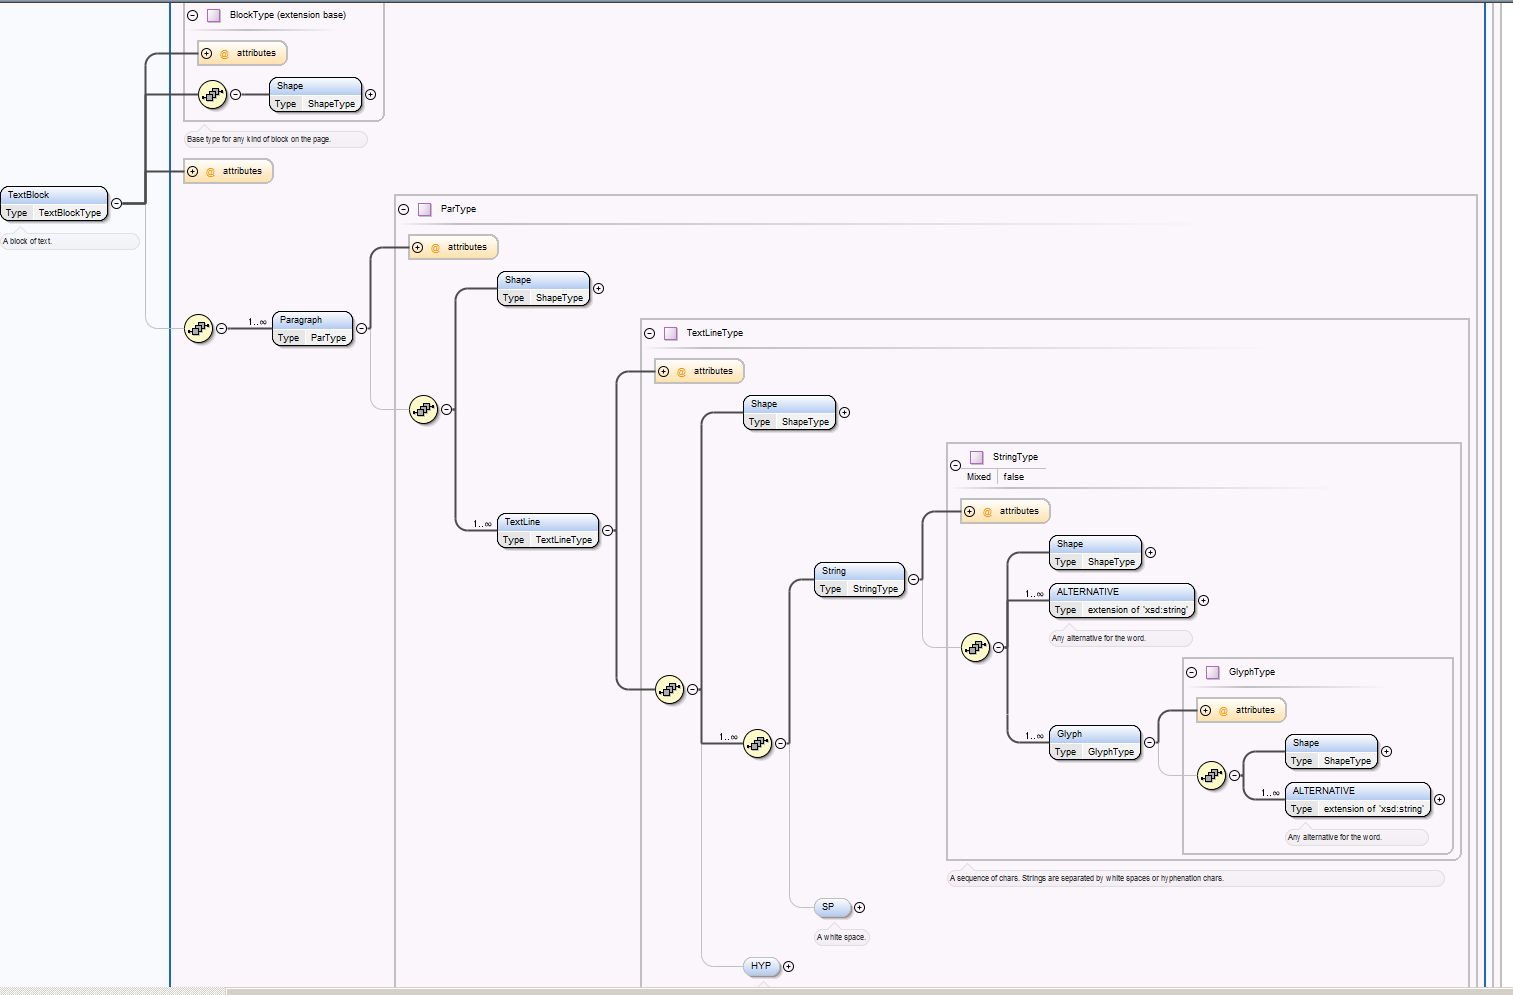 BlockType (extension base)
@ attributes
Shape
Type ShapeType
Base type for any kind of block on the page.
@ attributes
TextBlock
Type TextBlockType
A block of text.
ParType
@ attributes
Shape
Type ShapeType
1..∞
Paragraph
Type ParType
TextLineType
@ attributes
Shape
Type ShapeType
StringType
Mixed false
@ attributes
1..∞
TextLine
Type TextLineType
Shape
Type ShapeType
String
Type StringType
1..∞
ALTERNATIVE
Type extension of 'xsd:string'
Any alternative for the word.
GlyphType
@ attributes
1..∞
Glyph
Type GlyphType
1..∞
Shape
Type ShapeType
1..∞
ALTERNATIVE
Type extension of 'xsd:string'
Any alternative for the word.
A sequence of chars. Strings are separated by white spaces or hyphenation chars.
SP
A white space.
HYP